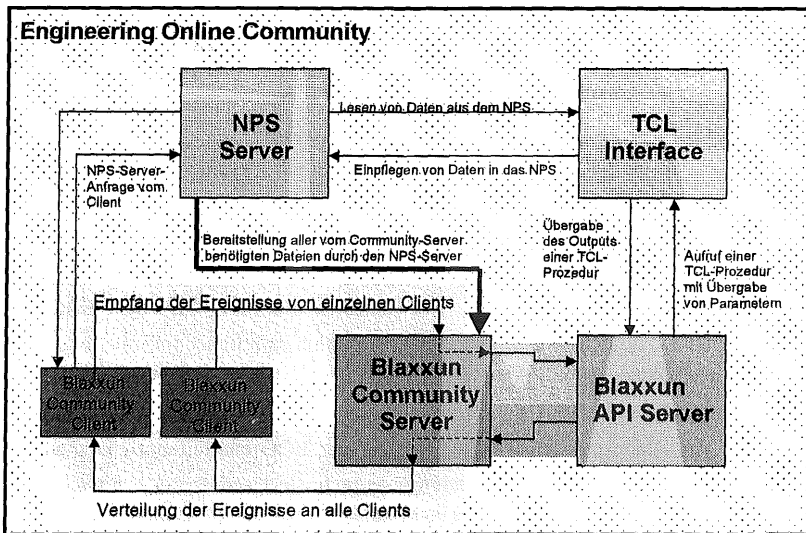 Engineering Online Community
NPS
Server
Lesen von Daten aus dem NPS
TCL
Interface
NPS-Server-
Anfrage vom
Client
Einpflegen von Daten in das NPS
Bereitstellung aller vom Community-Server
benötigten Dateien durch den NPS-Server
Übergabe
des Outputs
einer TCL-
Prozedur
Aufruf einer
TCL-Prozedur
mit Übergabe
von Parametern
Empfang der Ereignisse von einzelnen Clients
Blaxxun
Community
Client
Blaxxun
Community
Client
Blaxxun
Community
Server
Blaxxun
API Server
Verteilung der Ereignisse an alle Clients